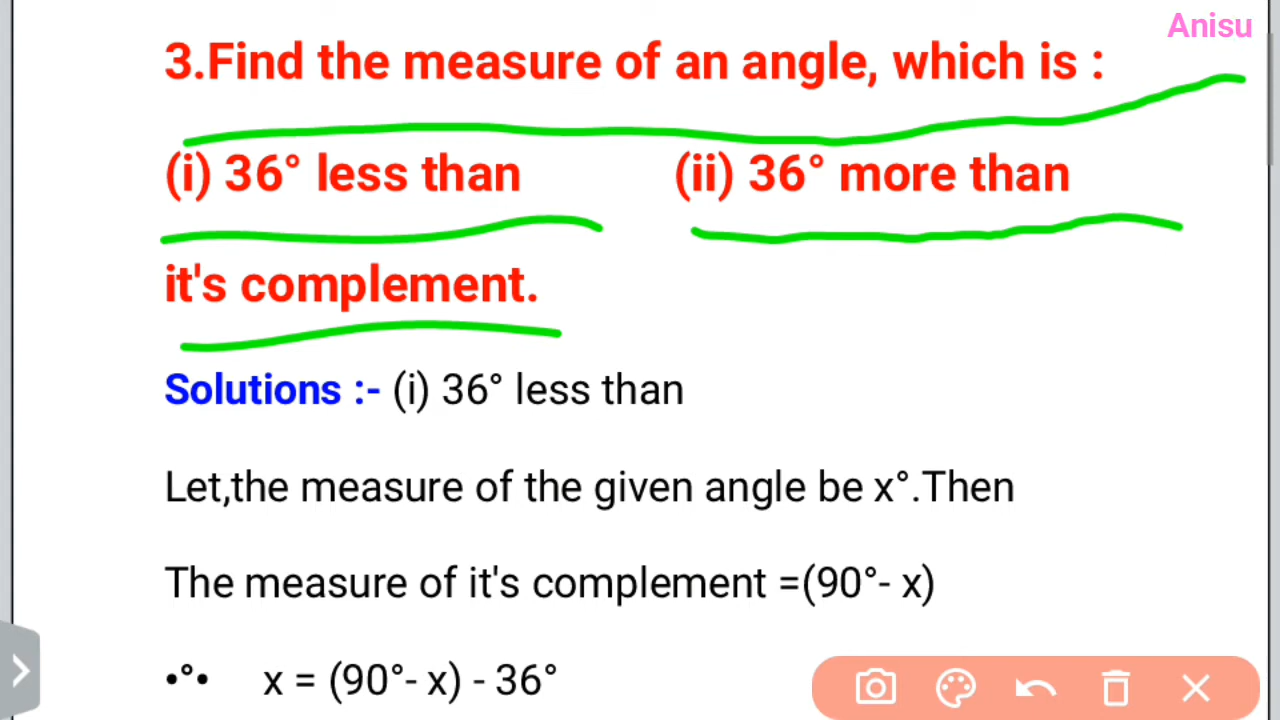 Anisu
3.Find the measure of an angle, which is :
(i) 36° less than (ii) 36° more than
it's complement.
Solutions :- (i) 36° less than
Let,the measure of the given angle be x°.Then
The measure of it's complement =(90°- x)
•°• x = (90°- x) - 36°